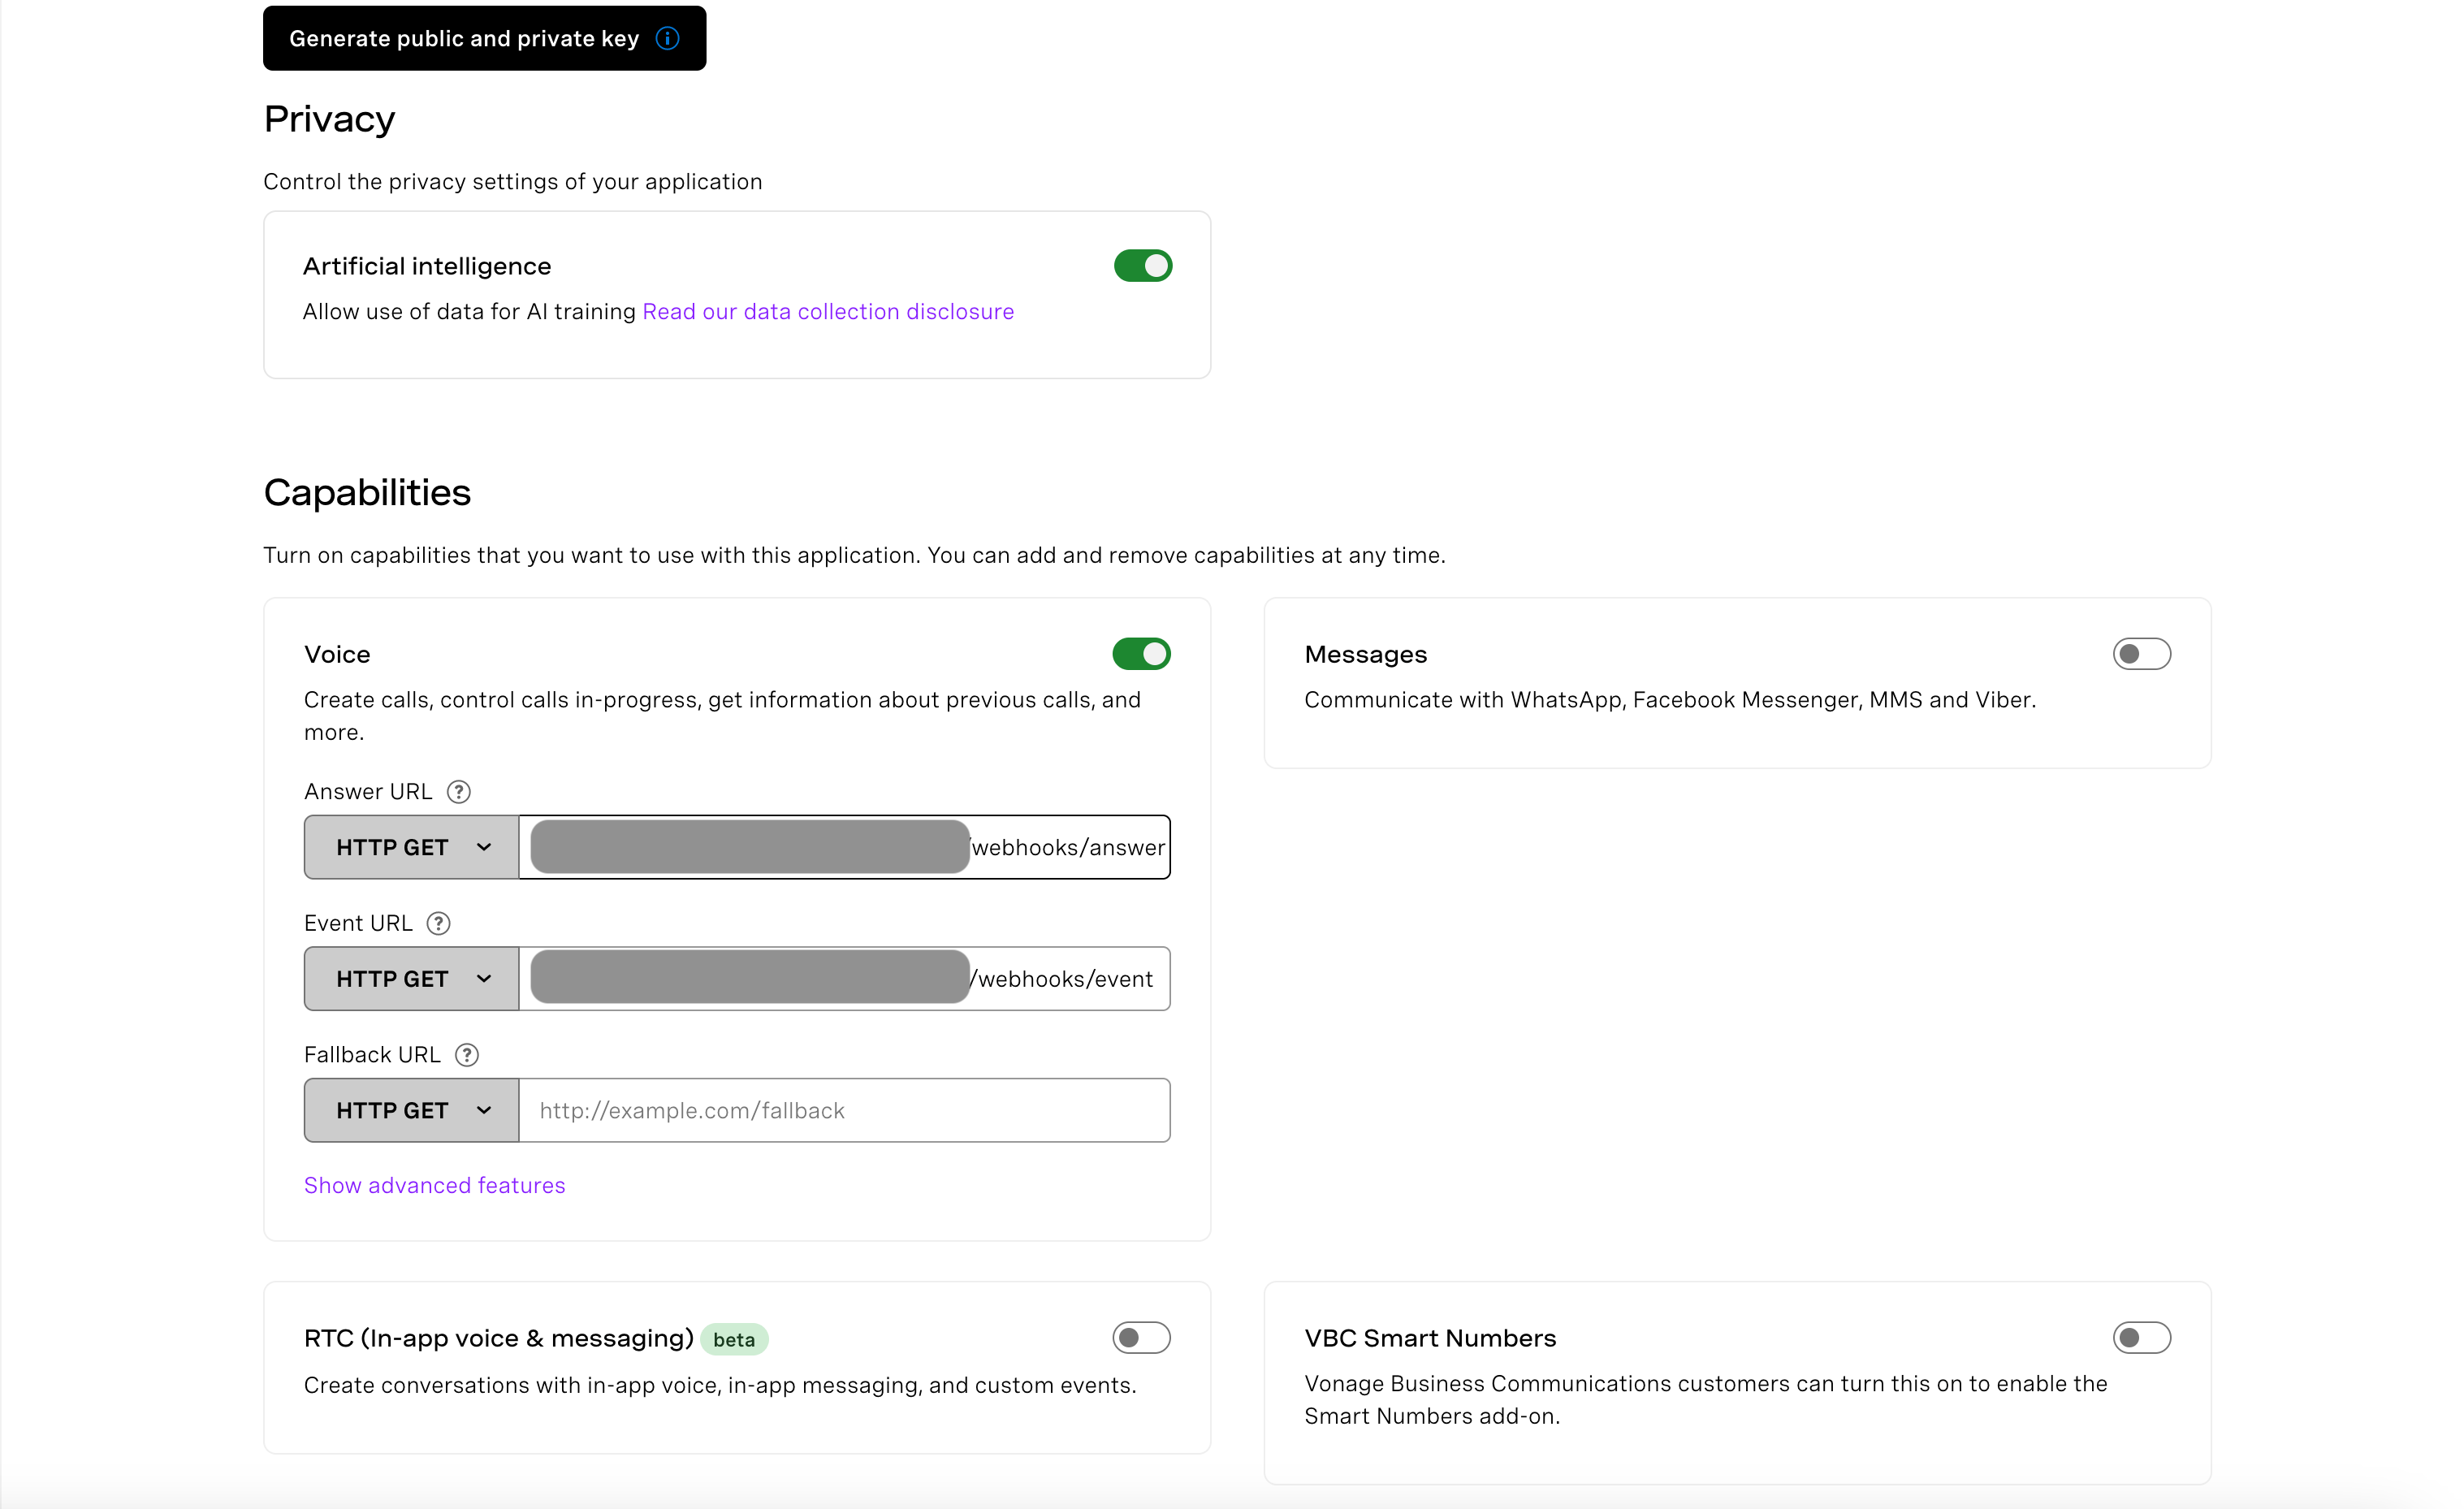 Generate public and private key
Privacy
Control the privacy settings of your application
Artificial intelligence
Allow use of data for AI training Read our data collection disclosure
Capabilities
Turn on capabilities that you want to use with this application. You can add and remove capabilities at any time.
Voice
Create calls, control calls in-progress, get information about previous calls, and
more.
Answer URL ?
HTTP GET /webhooks/answer
Event URL ?
HTTP GET /webhooks/event
Fallback URL ?
HTTP GET http://example.com/fallback
Show advanced features
Messages
Communicate with WhatsApp, Facebook Messenger, MMS and Viber.
RTC (In-app voice & messaging) beta
Create conversations with in-app voice, in-app messaging, and custom events.
VBC Smart Numbers
Vonage Business Communications customers can turn this on to enable the
Smart Numbers add-on.